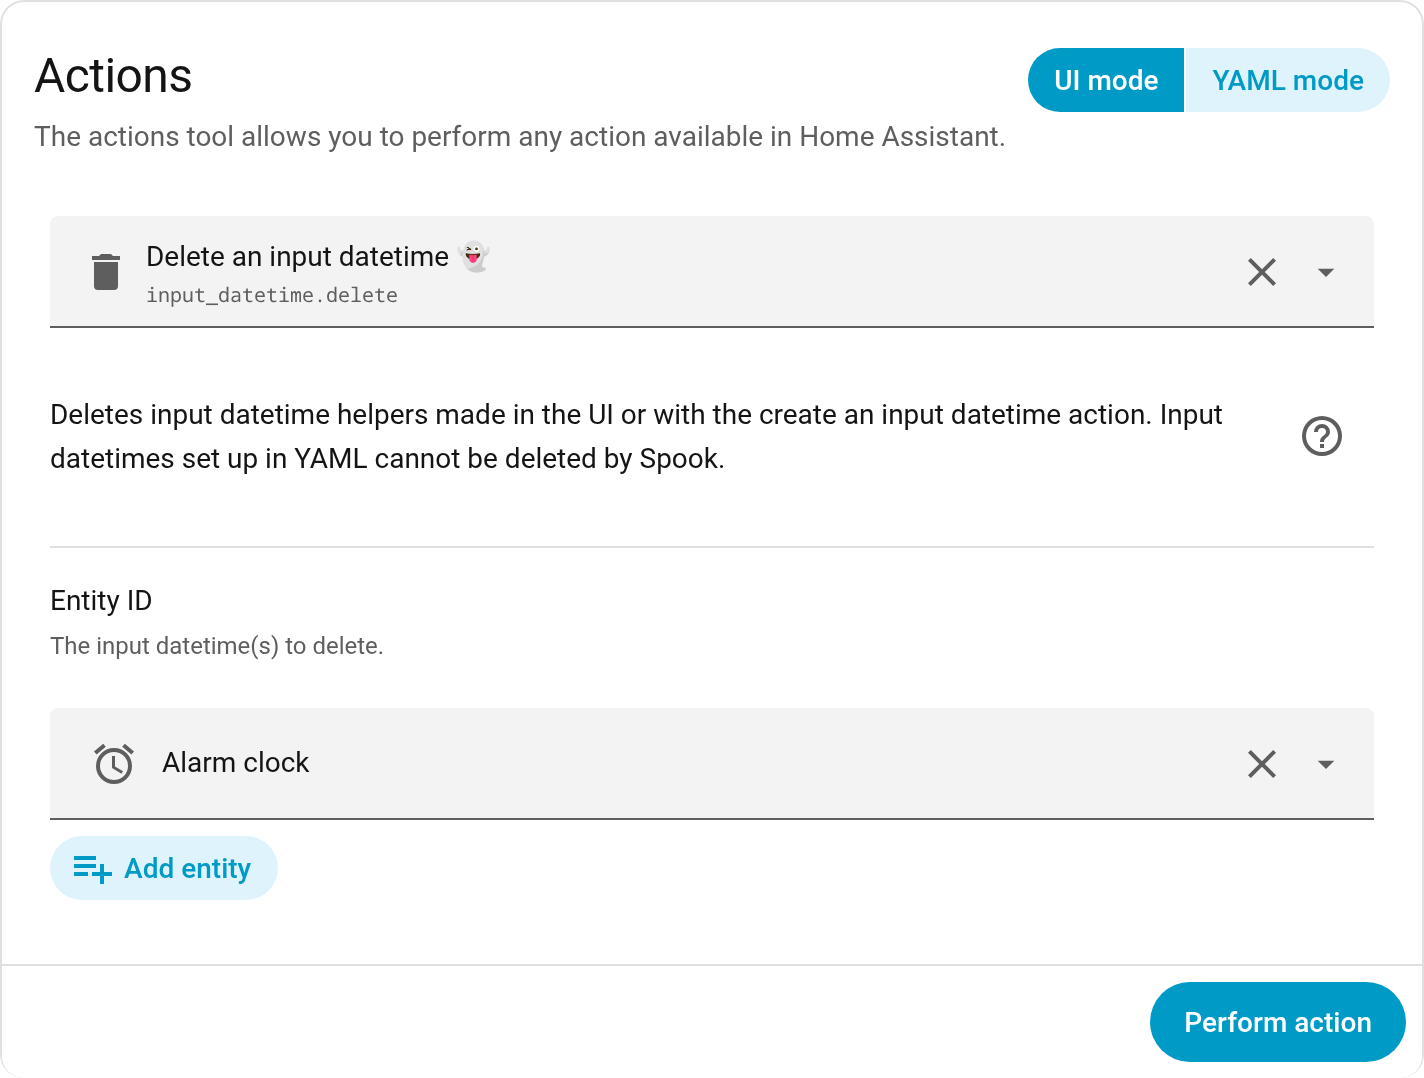 Actions
UI mode
YAML mode
The actions tool allows you to perform any action available in Home Assistant.
Delete an input datetime 👻
input_datetime.delete
Deletes input datetime helpers made in the UI or with the create an input datetime action. Input
datetimes set up in YAML cannot be deleted by Spook.
Entity ID
The input datetime(s) to delete.
Alarm clock
Add entity
Perform action